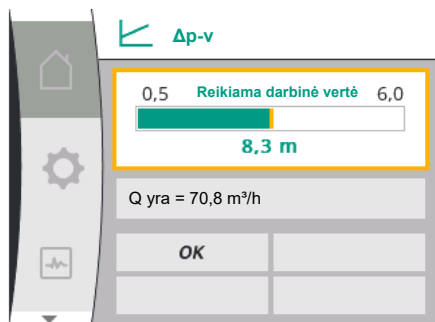 Δp-v
0,5 Reikiama darbinė vertė 6,0
8,3 m
Q yra = 70,8 m³/h
OK